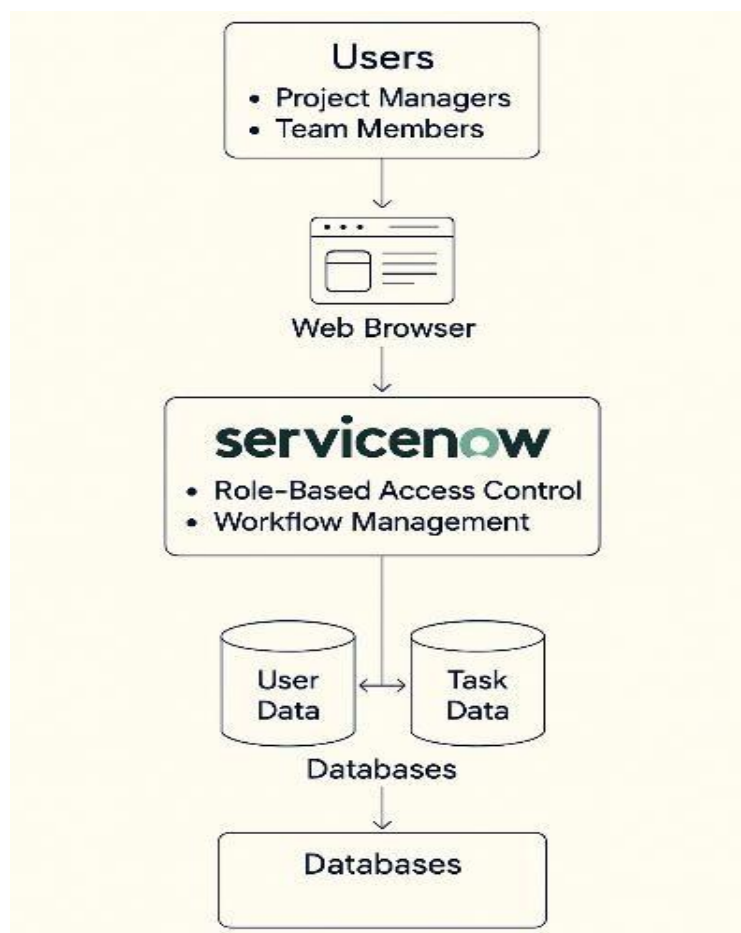 Users
• Project Managers
• Team Members
Web Browser
servicenow
• Role-Based Access Control
• Workflow Management
User
Data
Task
Data
Databases
Databases